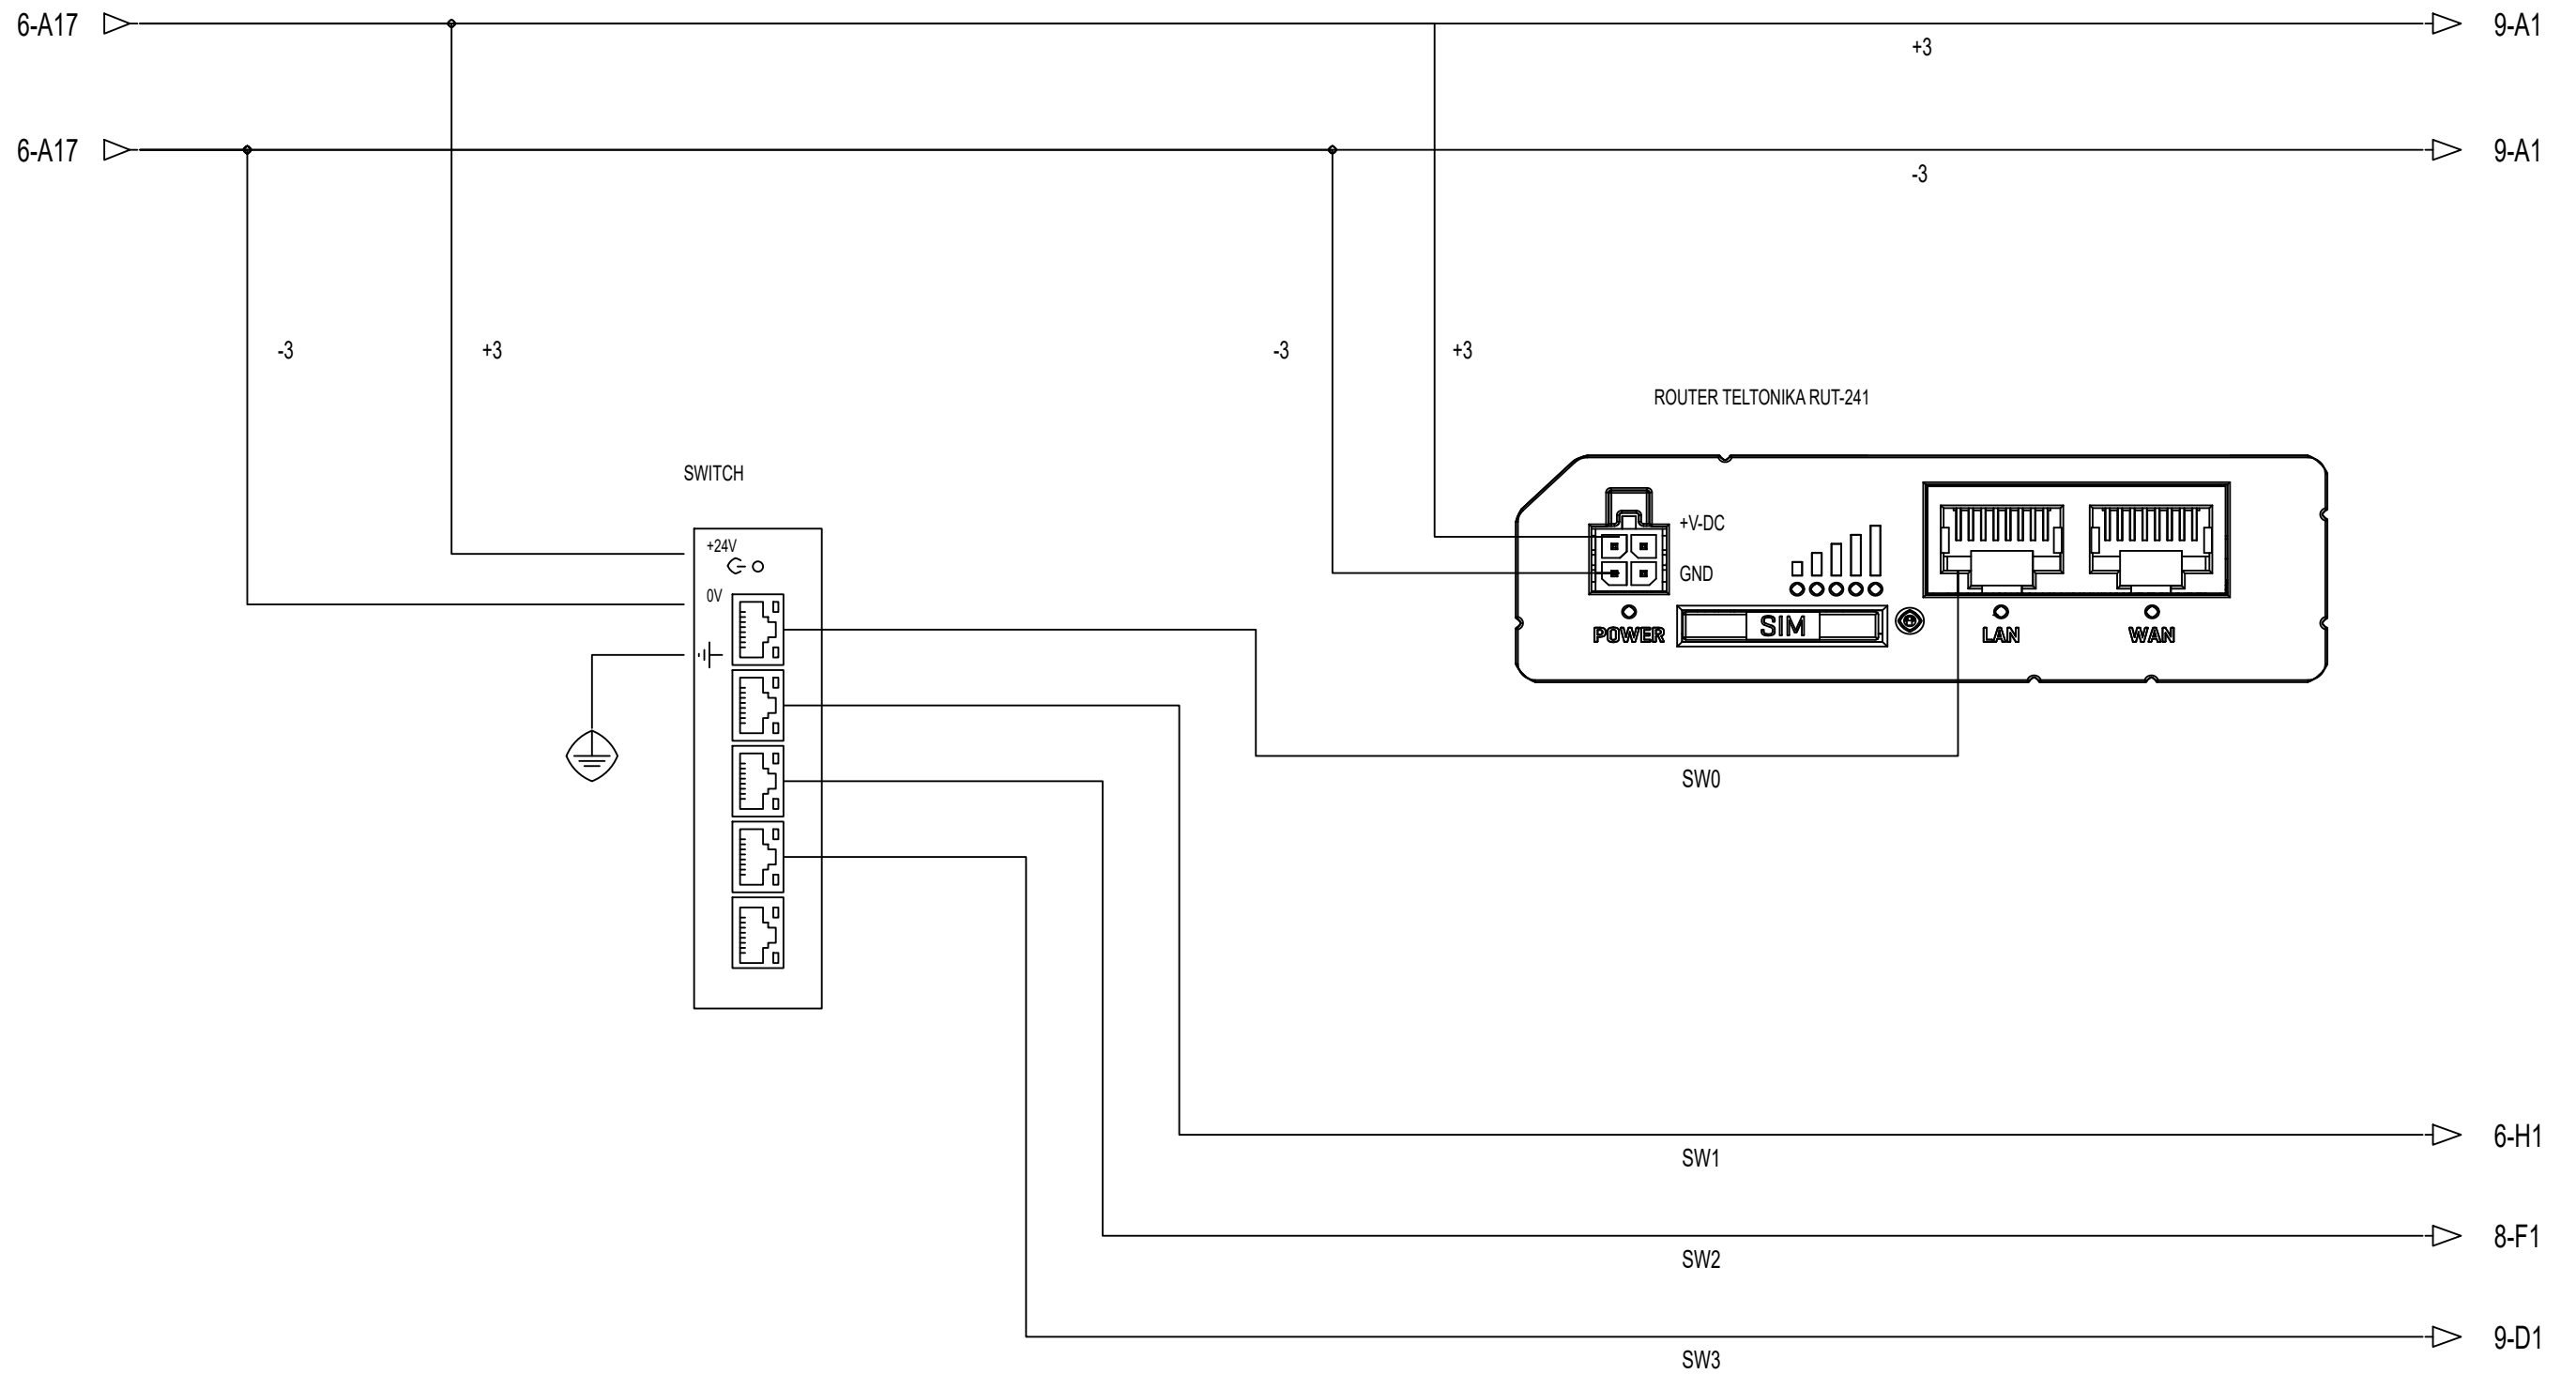 6-A17
9-A1
+3
6-A17
9-A1
-3
-3
+3
-3
+3
ROUTER TELTONIKA RUT-241
SWITCH
+24V
0V
+V-DC
GND
POWER
SIM
LAN
WAN
SW0
6-H1
SW1
8-F1
SW2
9-D1
SW3